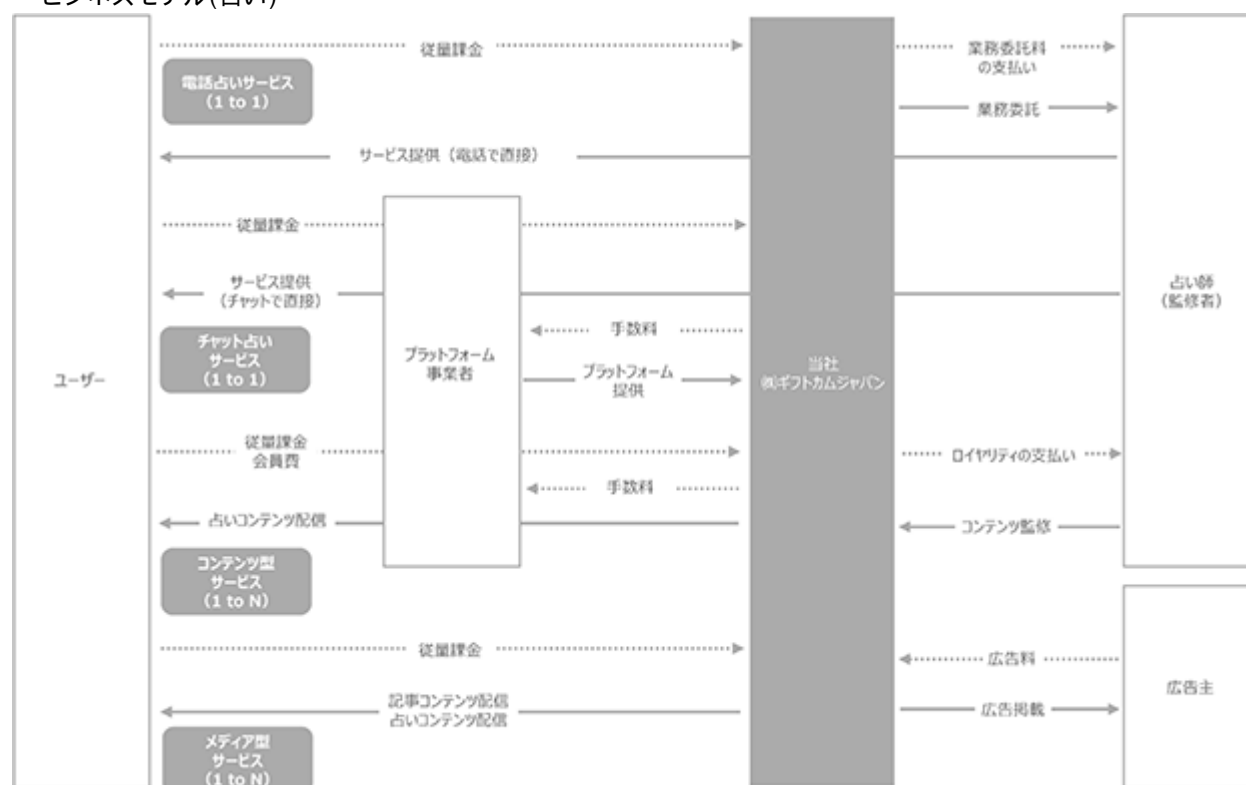 ビジネスモデル(占い)
従量課金
業務委託料
の支払い
電話占いサービス
(1 to 1)
業務委託
サービス提供（電話で直接）
従量課金
サービス提供
（チャットで直接）
占い師
（監修者）
手数料
チャット占い
サービス
(1 to 1)
プラットフォーム
事業者
プラットフォーム
提供
当社
㈱ギフトカムジャパン
ユーザー
従量課金
会員費
ロイヤリティの支払い
手数料
占いコンテンツ配信
コンテンツ監修
コンテンツ型
サービス
(1 to N)
従量課金
広告料
広告主
記事コンテンツ配信
占いコンテンツ配信
広告掲載
メディア型
サービス
(1 to N)